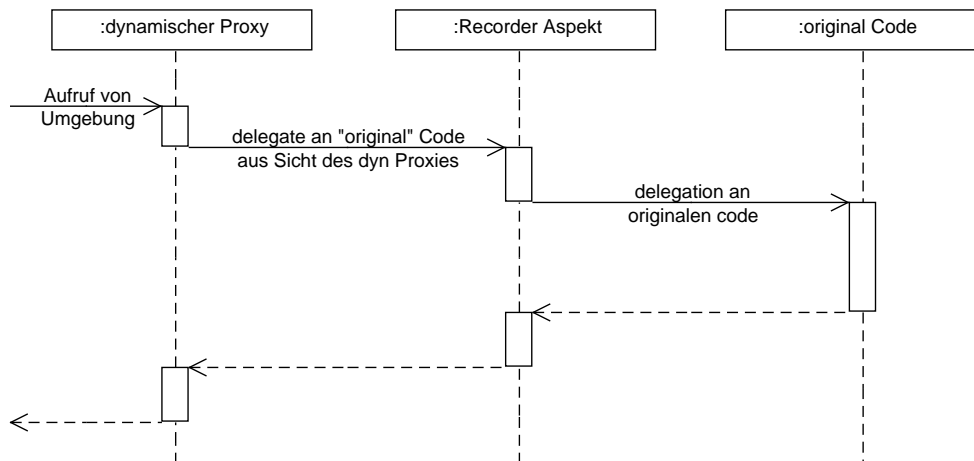 :dynamischer Proxy
:Recorder Aspekt
:original Code
Aufruf von
Umgebung
delegate an "original" Code
aus Sicht des dyn Proxies
delegation an
originalen code